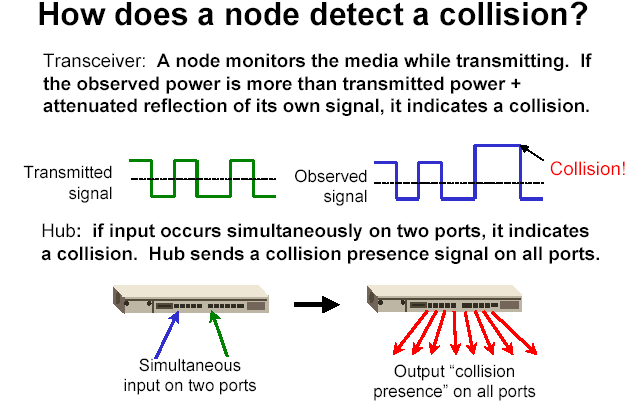 How does a node detect a collision?
Transceiver:  A node monitors the media while transmitting.  If
the observed power is more than transmitted power +
attenuated reflection of its own signal, it indicates a collision.
Transmitted
signal
Observed
signal
Collision!
Hub:  if input occurs simultaneously on two ports, it indicates
a collision.  Hub sends a collision presence signal on all ports.
Simultaneous
input on two ports
Output “collision
presence” on all ports